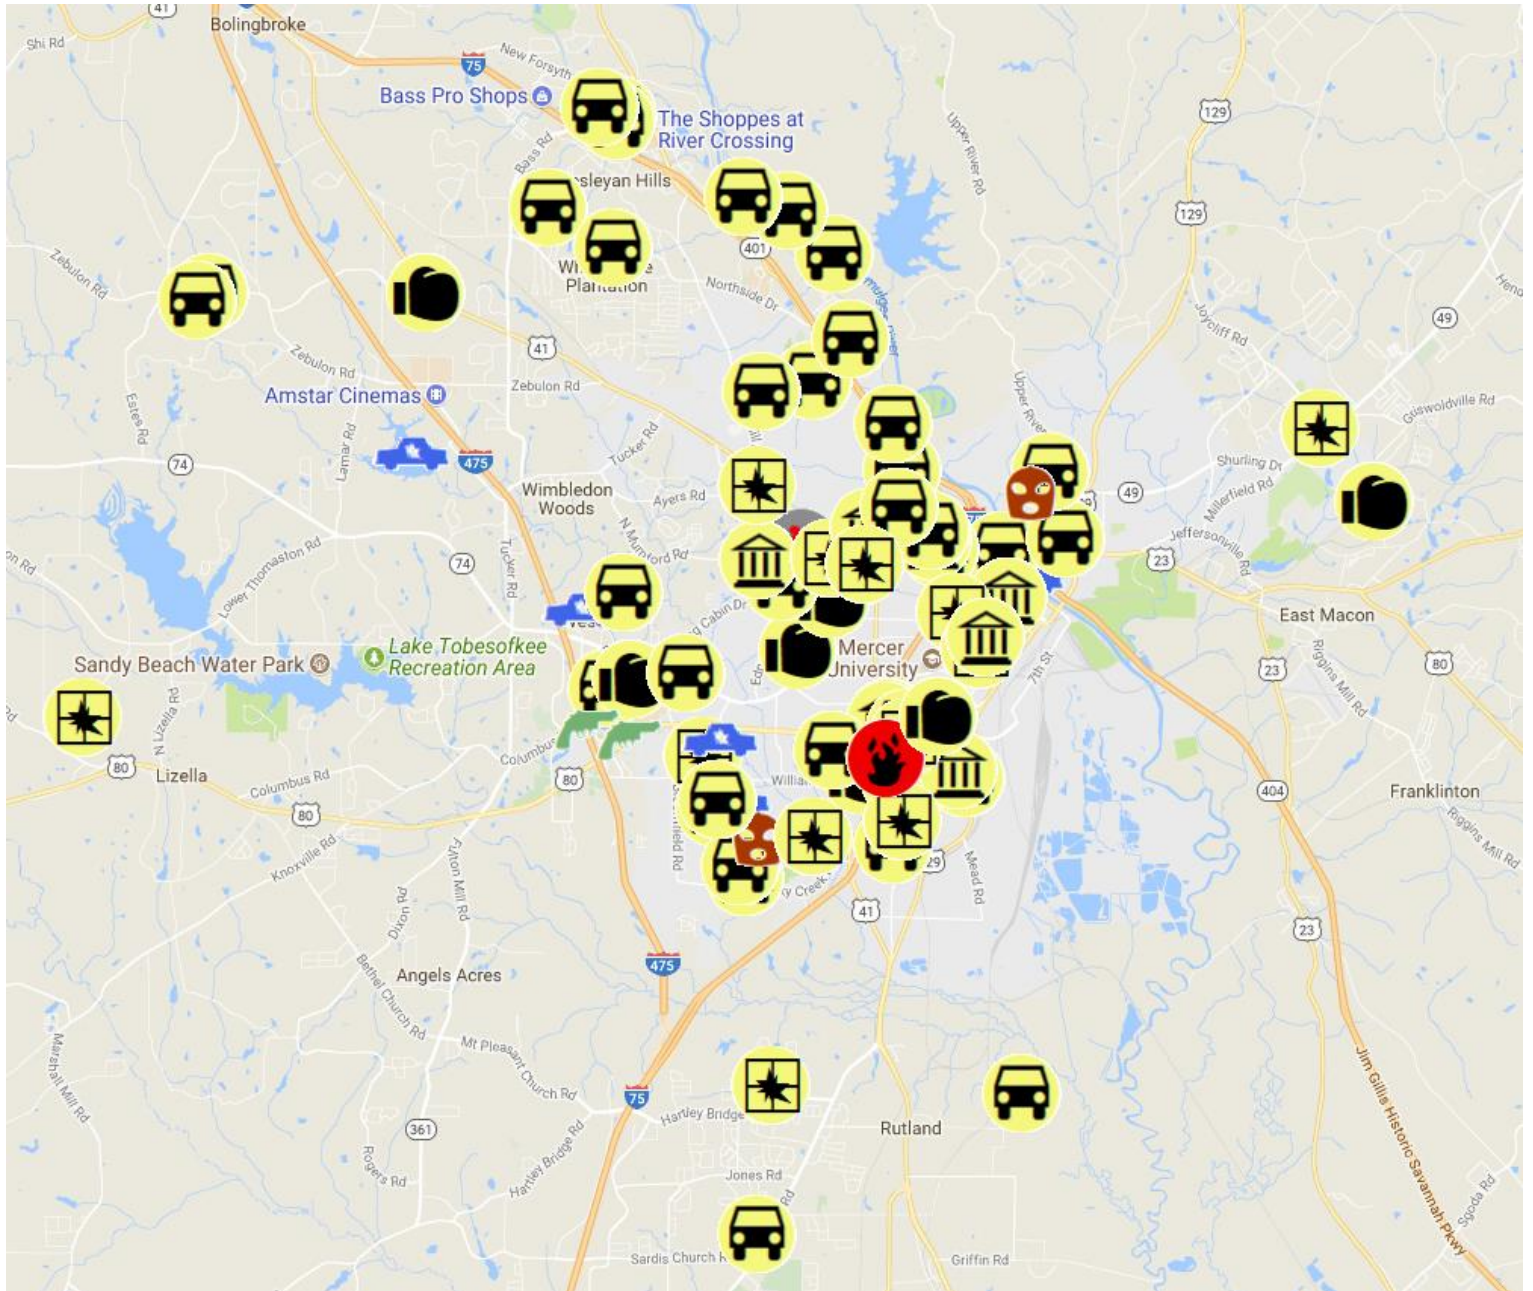 41
Bolingbroke
Shi Rd
New Forsyth
75
Bass Pro Shops
The Shoppes at
River Crossing
129
Upper River Rd
Bass Rd
esleyan Hills
129
401
Zebulon Rd
Plantation
Northside Dr
49
Joycliff Rd
41
Zebulon Rd
Zebulon Rd
Amstar Cinemas
Estes Rd
Upper River
Griswoldville Rd
Lamar Rd
Tucker Rd
74
475
Shurling Dr
Wimbledon
Woods
Ayers Rd
49
Millerfield Rd
N Mumford Rd
Jeffersonville Rd
Lower Thomaston Rd
74
Tucker Rd
23
East Macon
Lake Tobesofkee
Recreation Area
Sandy Beach Water Park
Mercer
University
7th St
23
Riggins Mill Rd
80
N Lizella Rd
80
Lizella
Columbus Rd
80
80
404
Franklinton
Riggins Mill Rd
Knoxville Rd
Fulton Mill Rd
Mead Rd
Dixon Rd
41
23
475
Angels Acres
Bethel Church Rd
Marshall Mill Rd
Mt Pleasant Church Rd
75
Hartley Bridge
361
Rutland
Jim Gillis Historic Savannah Pkwy
Rogers Rd
Hartley Bridge Rd
Jones Rd
Sgoda Rd
Sardis Church R
Griffin Rd